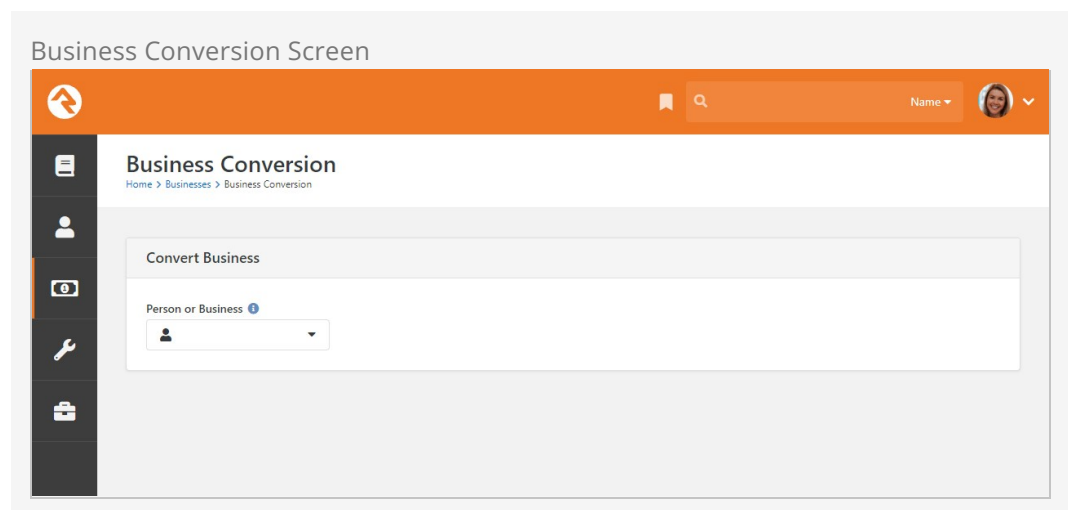 Business Conversion Screen
Name
Business Conversion
Home > Businesses > Business Conversion
Convert Business
Person or Business